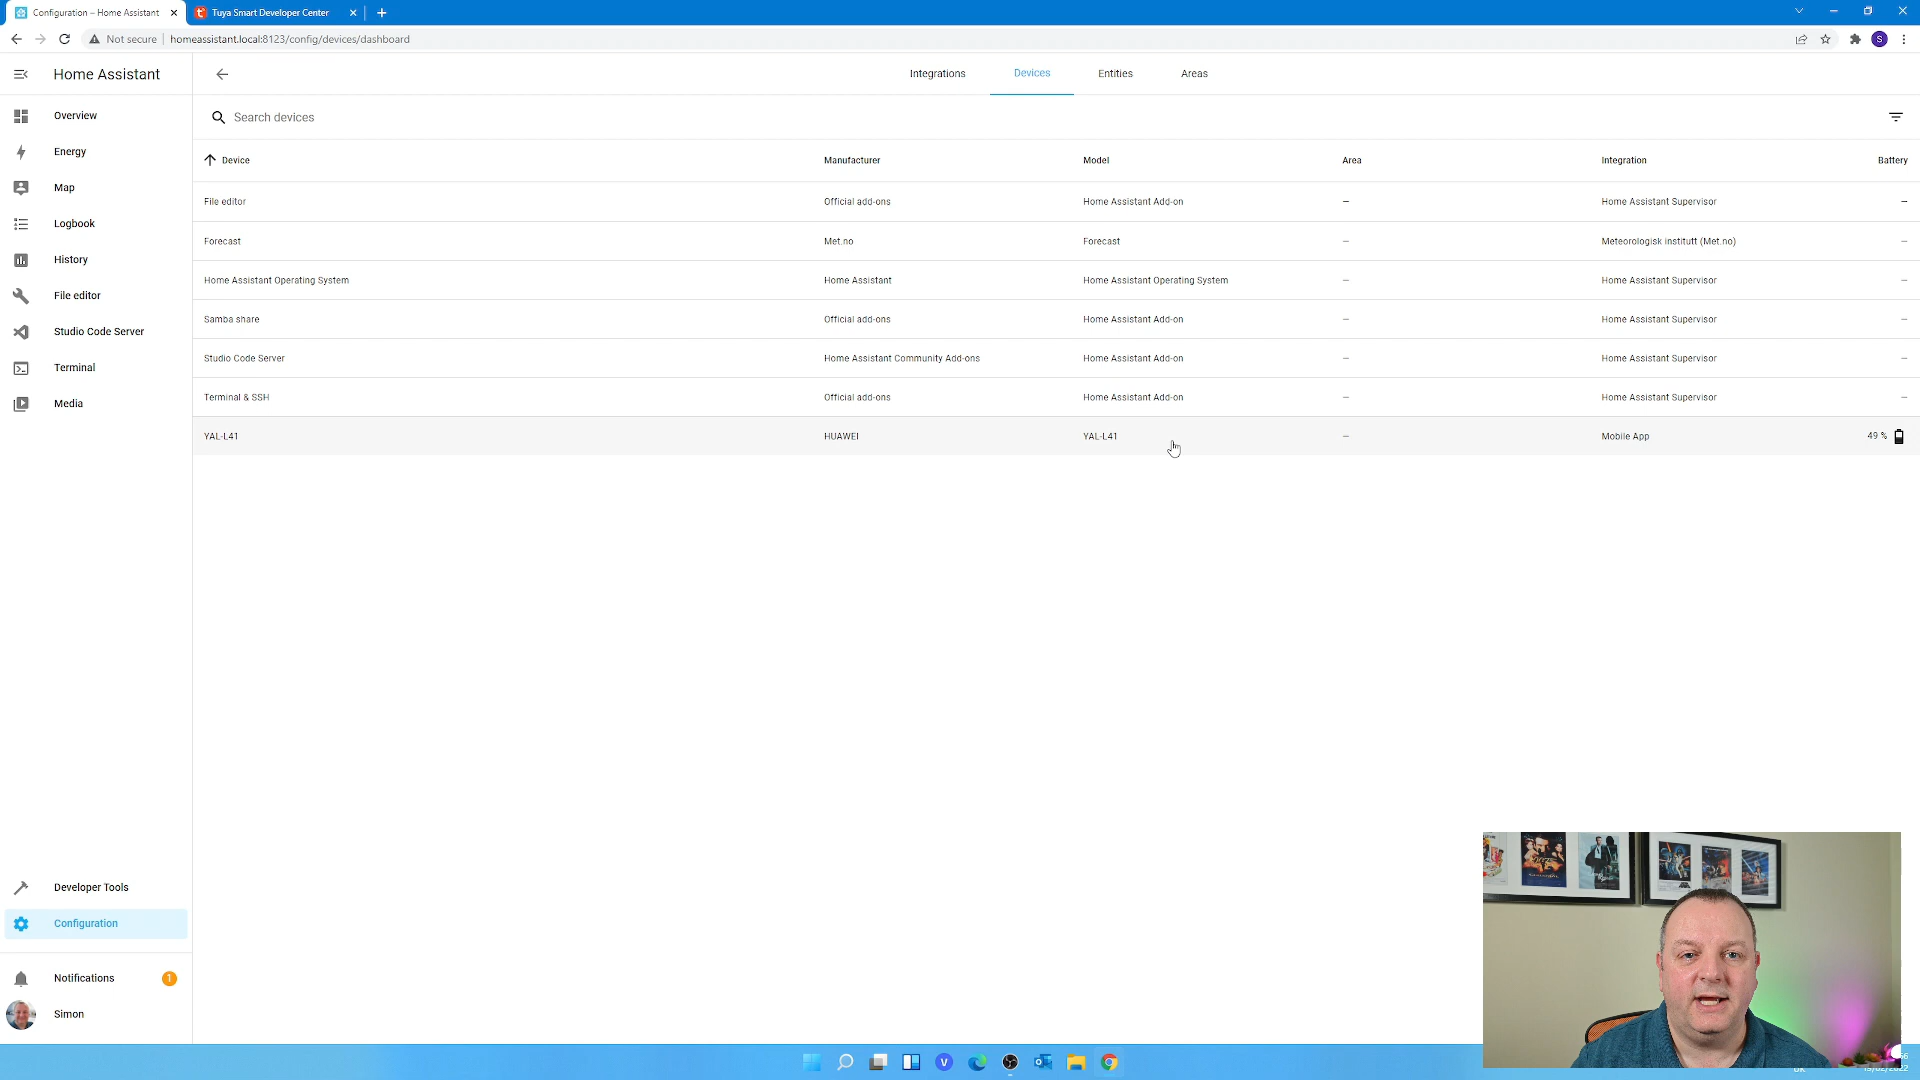 Configuration – Home Assistant
Tuya Smart Developer Center
Not secure
homeassistant.local:8123/config/devices/dashboard
S
Home Assistant
Integrations
Devices
Entities
Areas
Search devices
Overview
Energy
Map
Logbook
History
File editor
Studio Code Server
Terminal
Media
Device Manufacturer Model Area Integration Battery
File editor Official add-ons Home Assistant Add-on – Home Assistant Supervisor –
Forecast Met.no Forecast – Meteorologisk institutt (Met.no) –
Home Assistant Operating System Home Assistant Home Assistant Operating System – Home Assistant Supervisor –
Samba share Official add-ons Home Assistant Add-on – Home Assistant Supervisor –
Studio Code Server Home Assistant Community Add-ons Home Assistant Add-on – Home Assistant Supervisor –
Terminal & SSH Official add-ons Home Assistant Add-on – Home Assistant Supervisor –
YAL-L41 HUAWEI YAL-L41 – Mobile App 49 %
Developer Tools
Configuration
Notifications 1
Simon